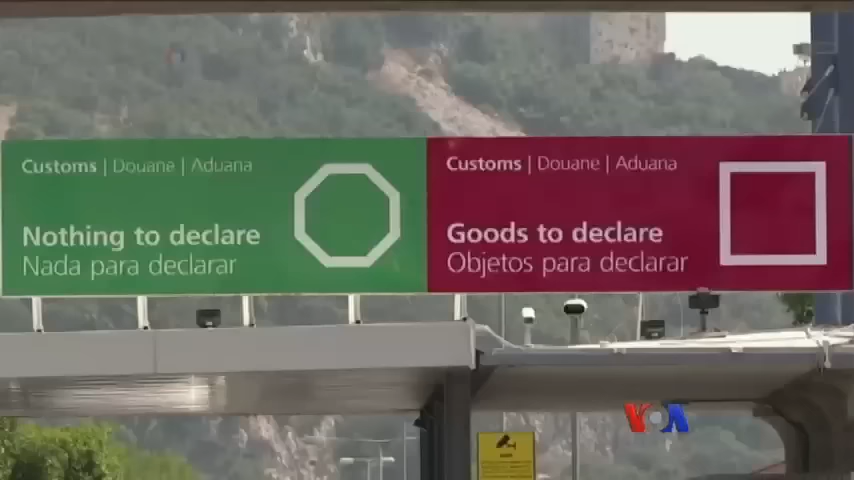 Customs | Douane | Aduana
Nothing to declare
Nada para declarar
Customs | Douane | Aduana
Goods to declare
Objetos para declarar
VOA